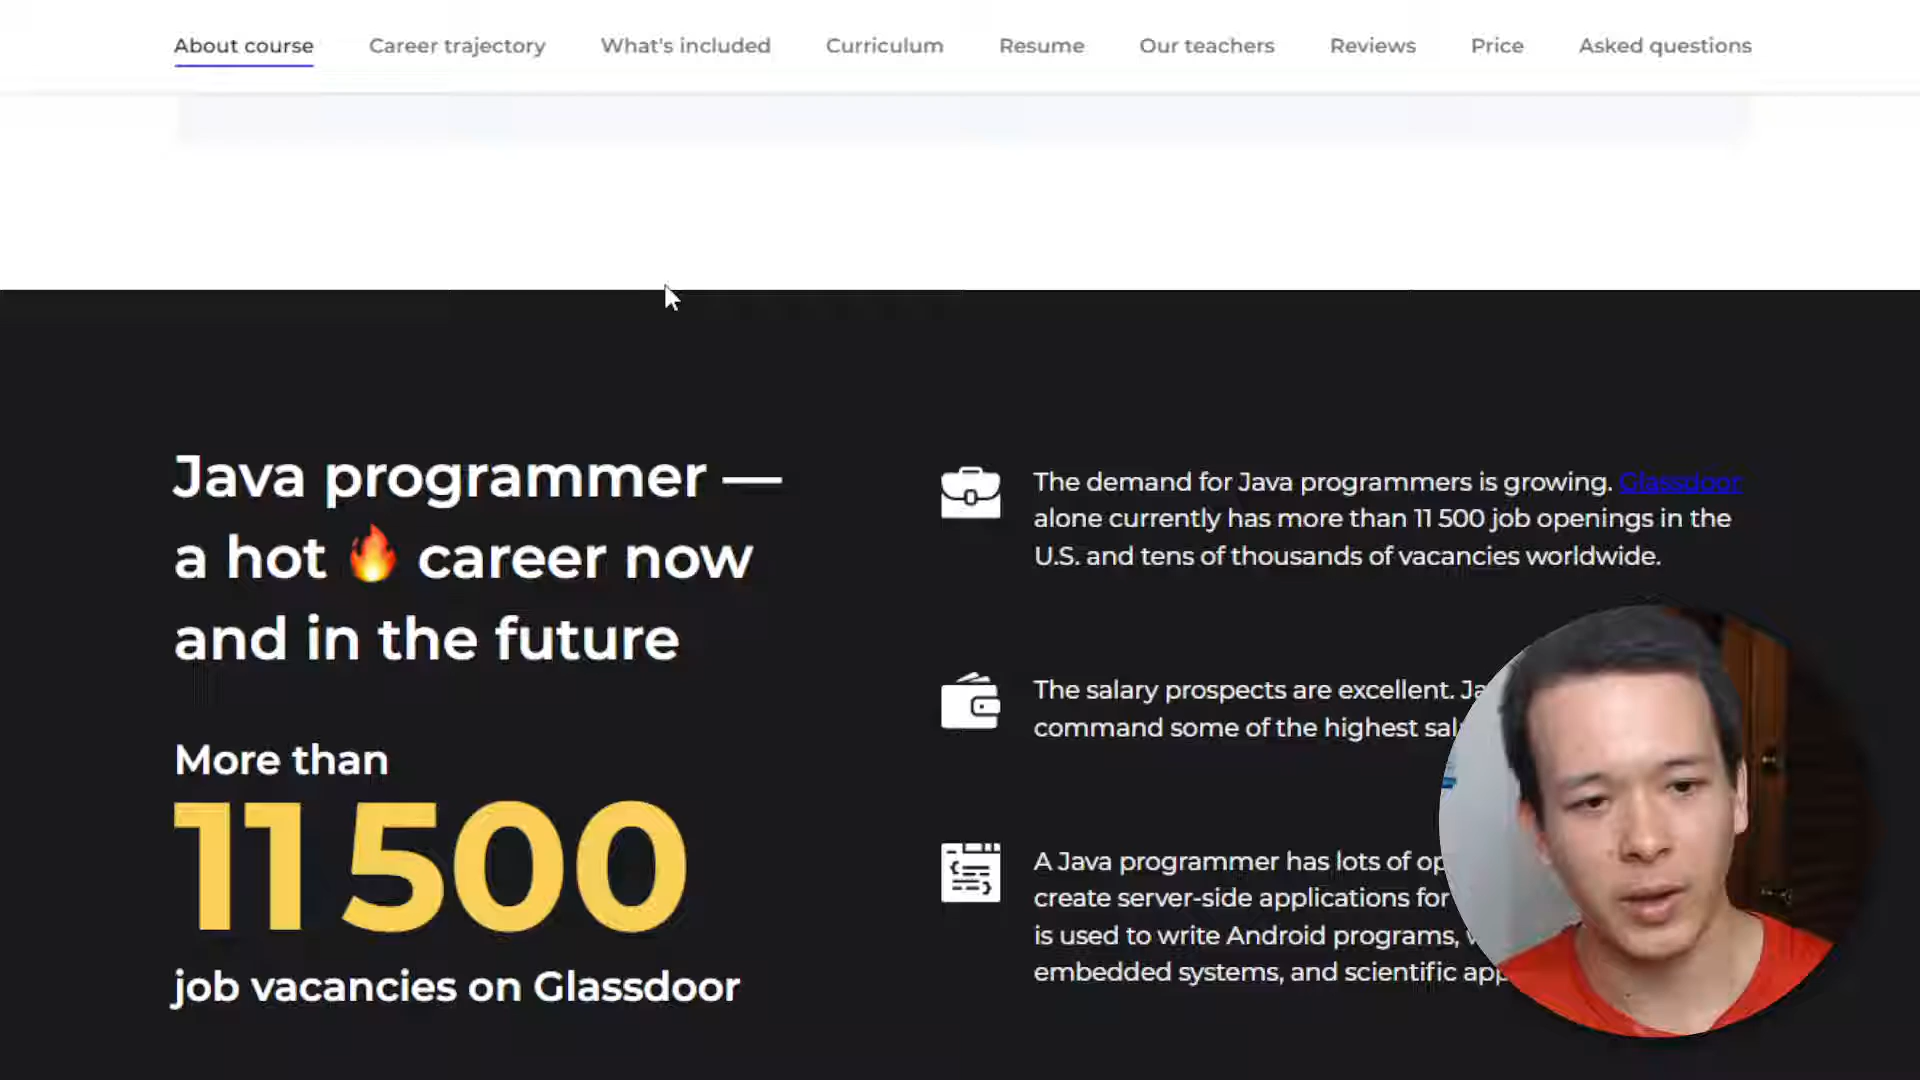 About course
Career trajectory
What's included
Curriculum
Resume
Our teachers
Reviews
Price
Asked questions
Java programmer —
a hot 🔥 career now
and in the future
More than
11 500
job vacancies on Glassdoor
The demand for Java programmers is growing. Glassdoor
alone currently has more than 11 500 job openings in the
U.S. and tens of thousands of vacancies worldwide.
The salary prospects are excellent.
command some of the highest
A Java programmer has lots of
create server-side applications for
is used to write Android programs,
embedded systems, and scientific